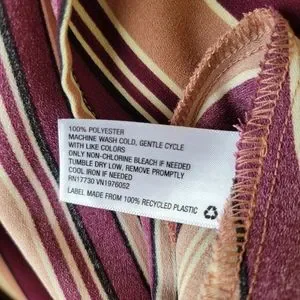 100% POLYESTER
MACHINE WASH COLD, GENTLE CYCLE
WITH LIKE COLORS
ONLY NON-CHLORINE BLEACH IF NEEDED
TUMBLE DRY LOW, REMOVE PROMPTLY
COOL IRON IF NEEDED
RN17730 VN1976052
LABEL MADE FROM 100% RECYCLED PLASTIC